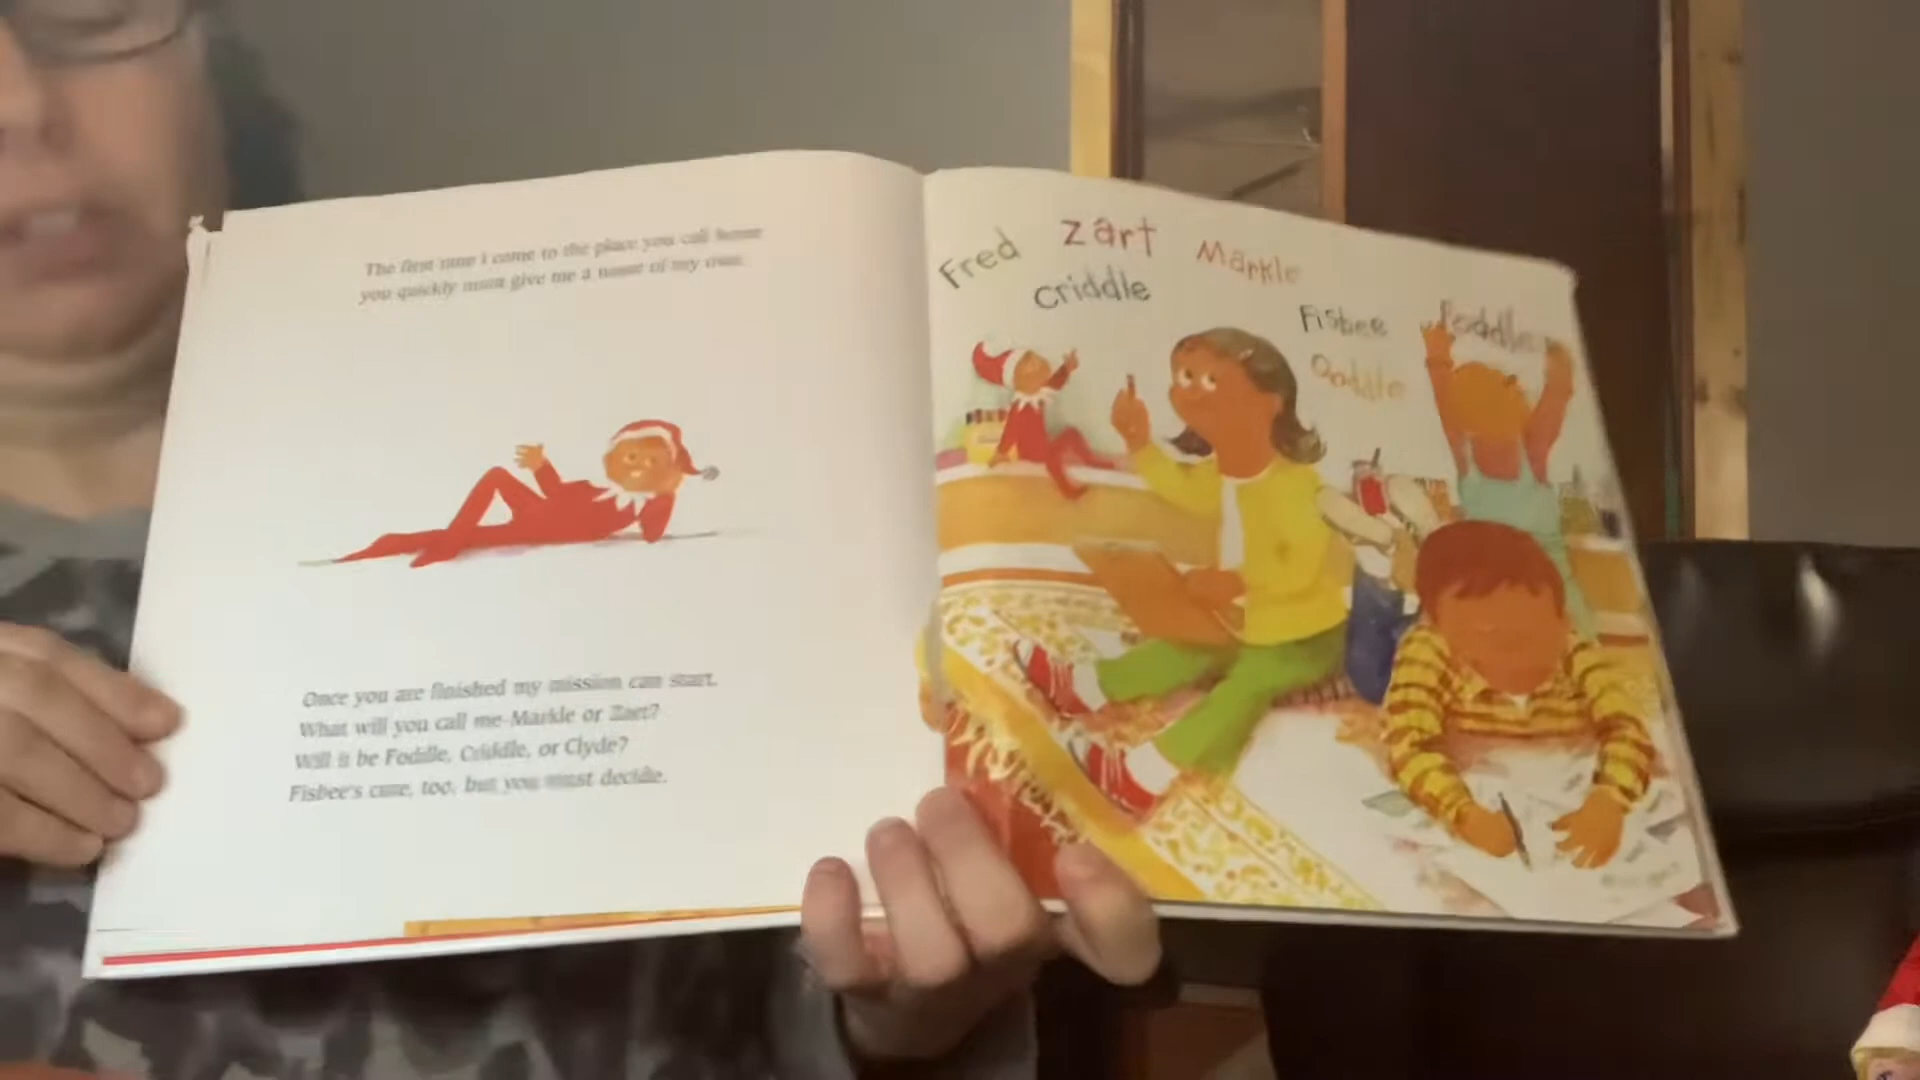 The first time I come to the place you call home
you quickly must give me a name of my own.
Once you are finished my mission can start.
What will you call me-Markle or Zart?
Will it be Foddle, Criddle, or Clyde?
Fisbee's cute, too, but you must decide.
Fred
Zart
Markle
Criddle
Fisbee
Foddle